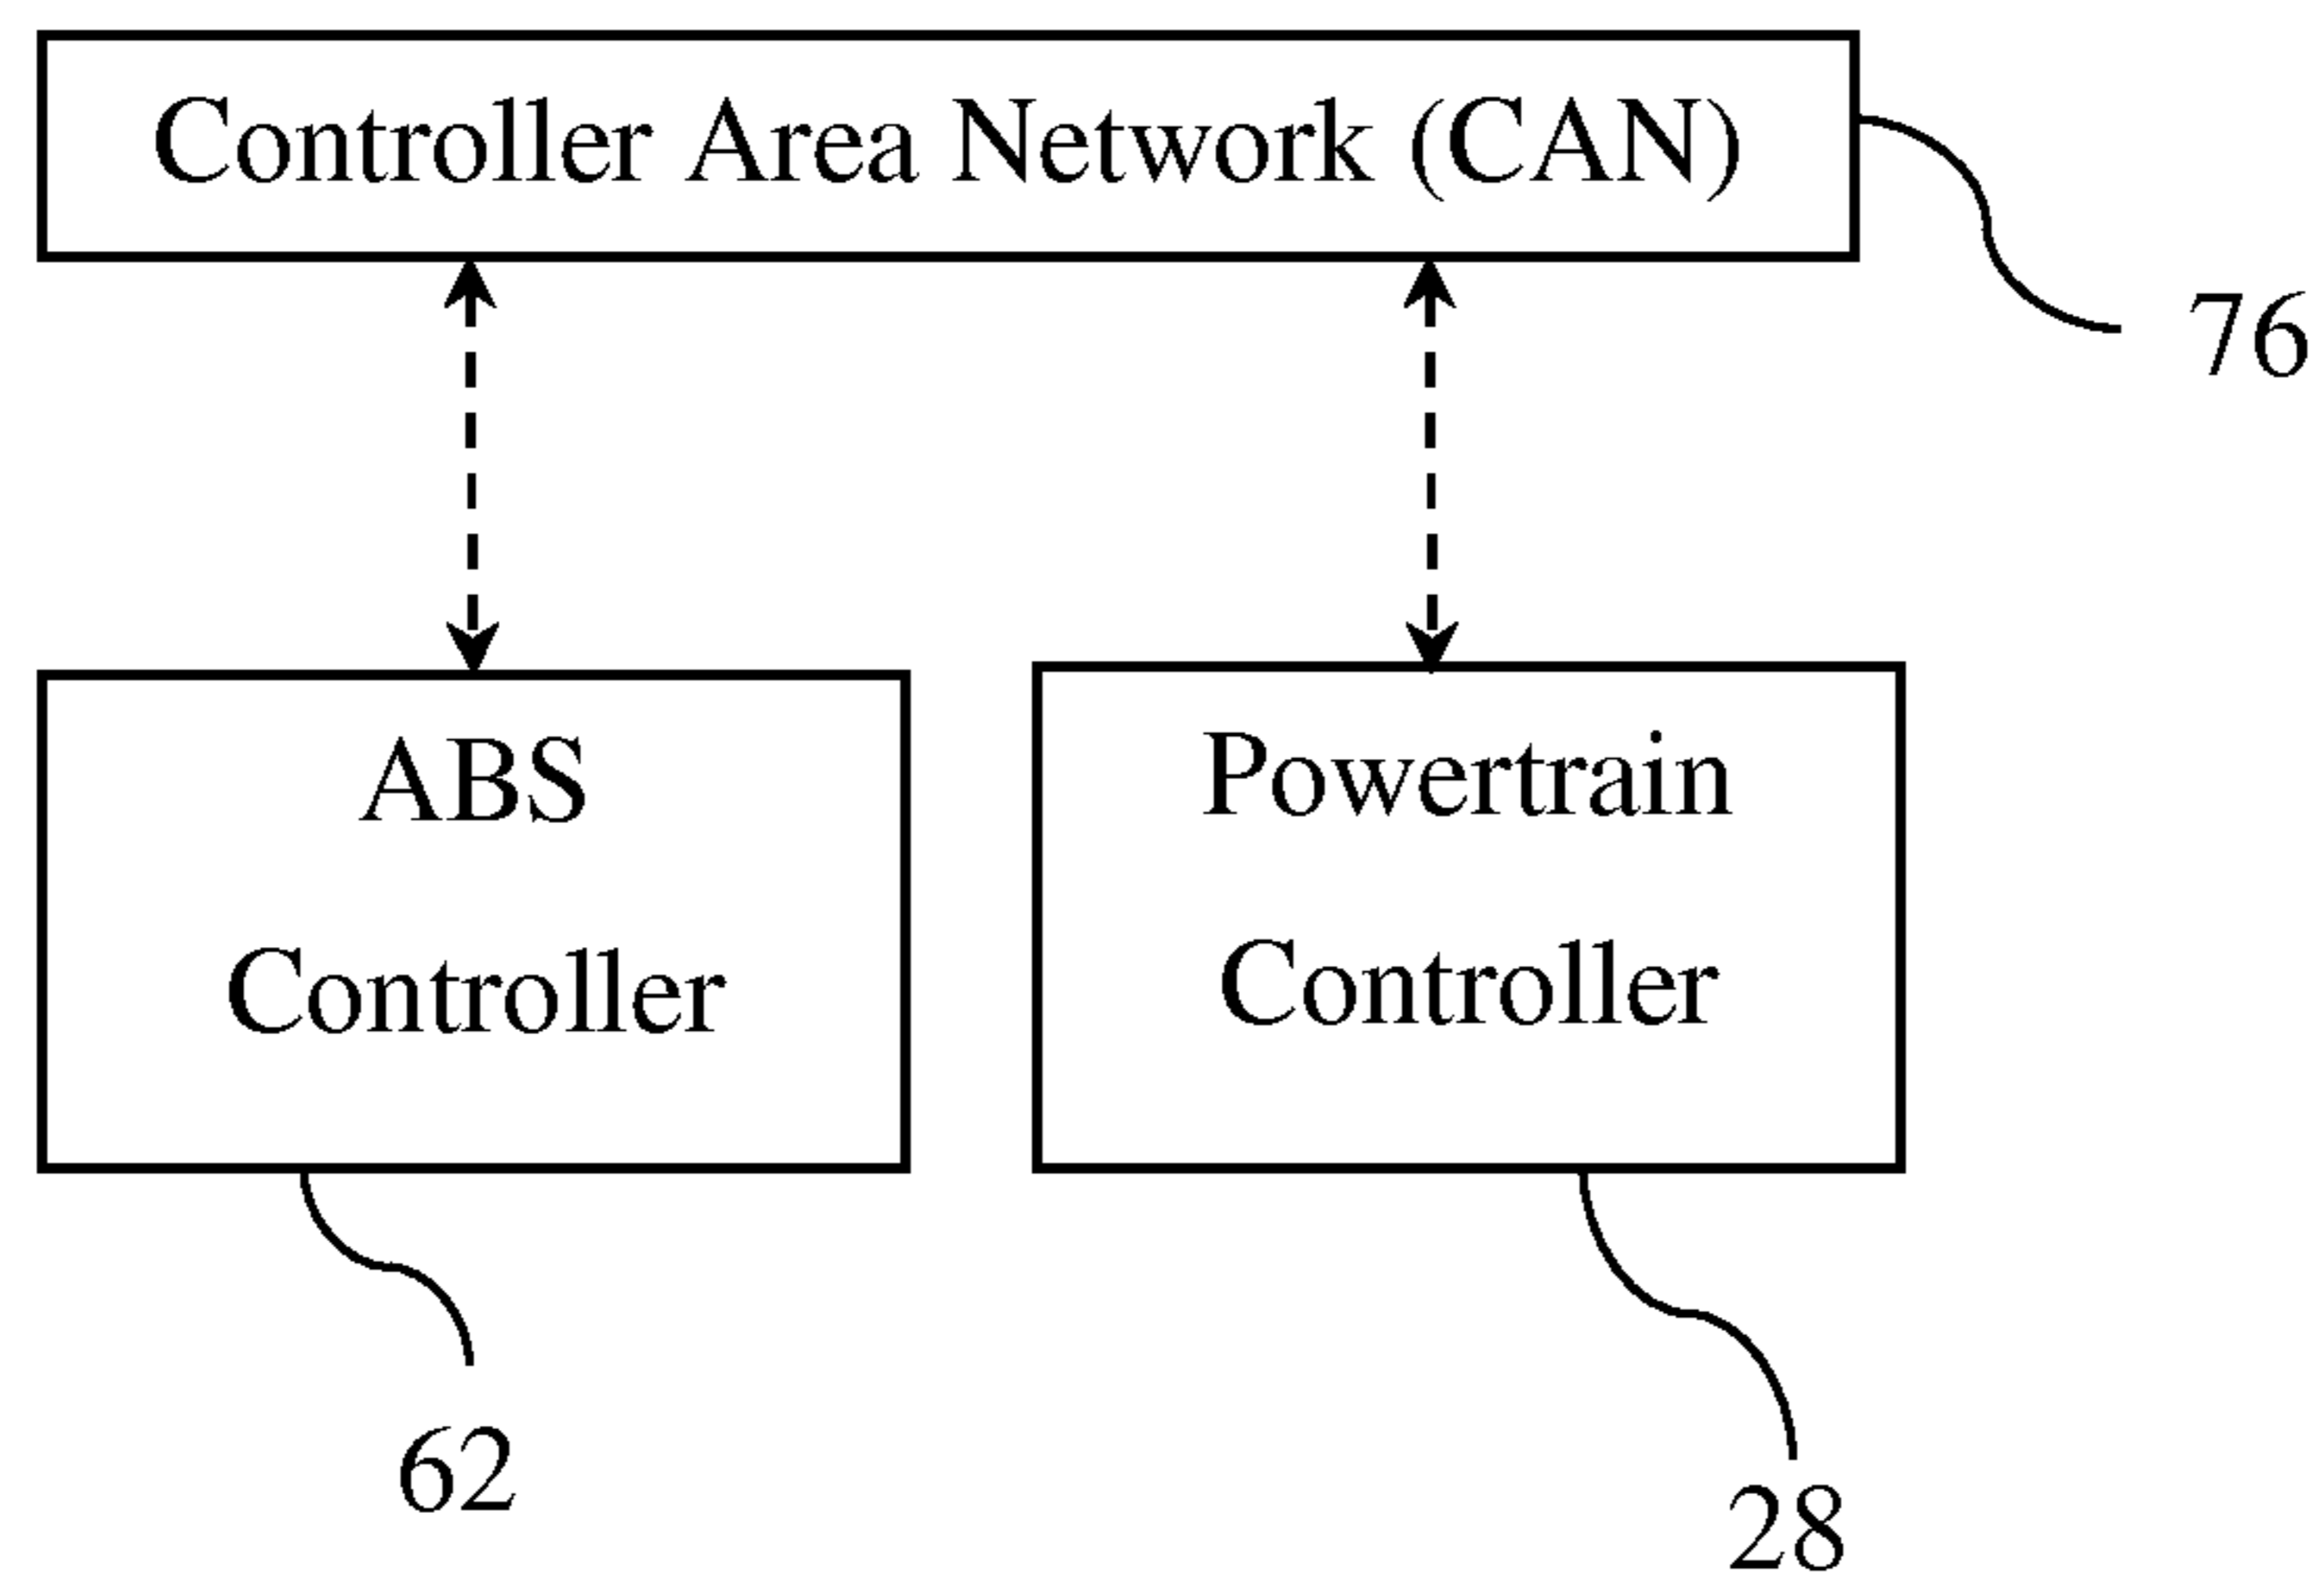 Controller Area Network (CAN)
76
ABS
Controller
Powertrain
Controller
62
28